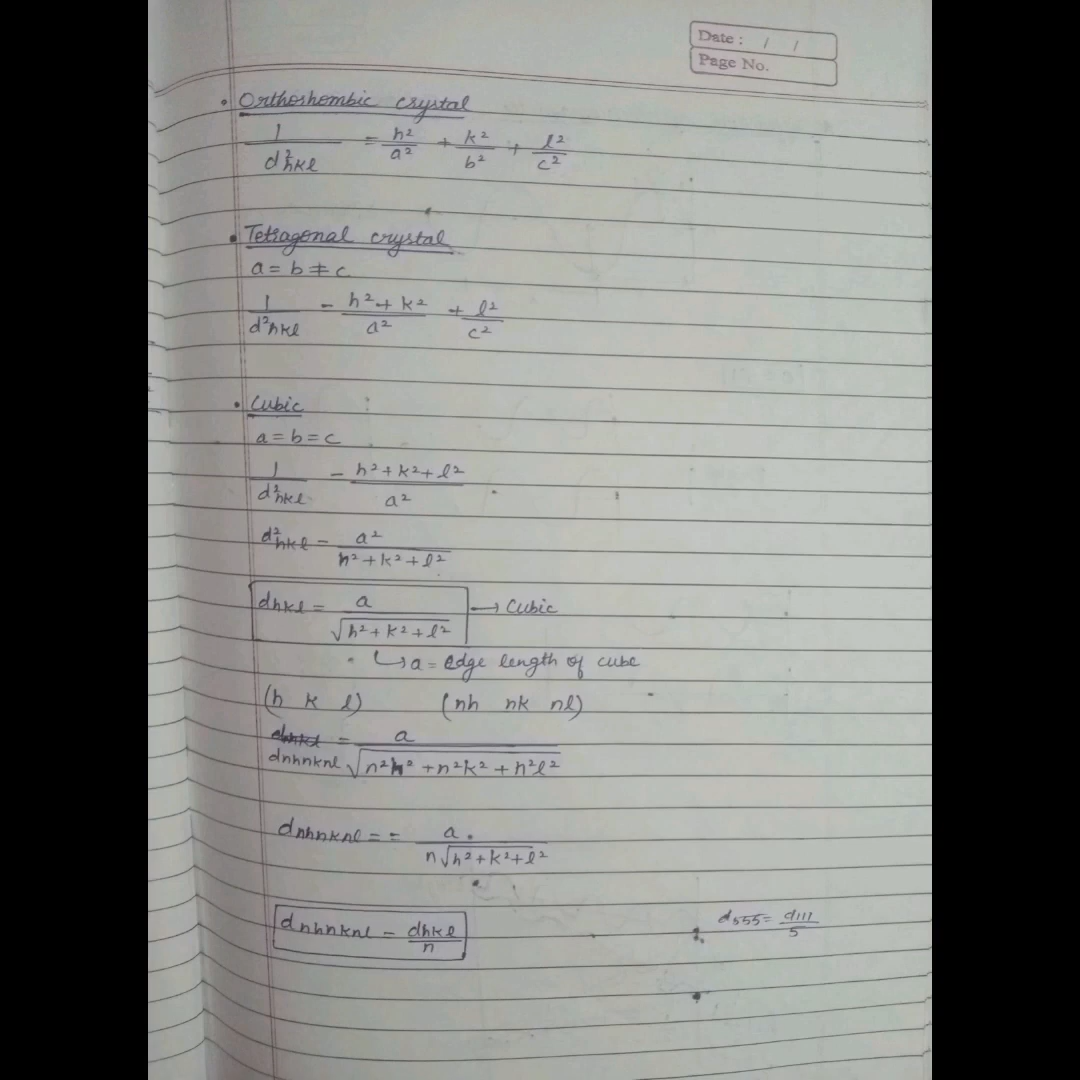 Date : / /
Page No.
• Orthorhombic crystal
1/d²hkl = h²/a² + k²/b² + l²/c²
• Tetragonal crystal
a = b ≠ c
1/d²hkl = h² + k²/a² + l²/c²
• Cubic
a = b = c
1/d²hkl = h² + k² + l²/a²
d²hkl = a²/h² + k² + l²
dhkl = a/√h² + k² + l² → Cubic
↳ a = edge length of cube
(h k l) (nh nk nl)
dnhnknl = a/√n²h² + n²k² + n²l²
dnhnknl = = a/n√h² + k² + l²
dnhnknl = dhkl/n d555 = d111/5